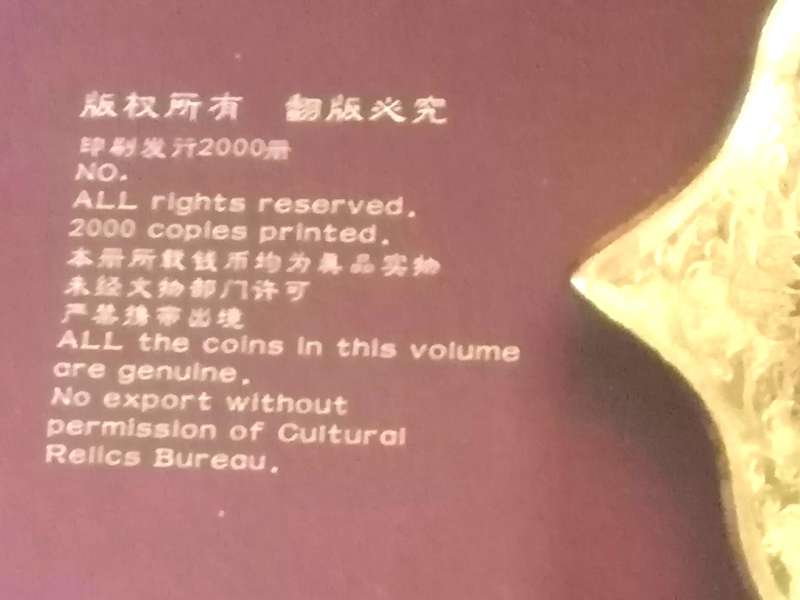 版权所有 翻版必究
印刷发行2000册
NO.
ALL rights reserved.
2000 copies printed.
本册所载钱币均为真品实物
未经文物部门许可
严禁携带出境
ALL the coins in this volume
are genuine.
No export without
permission of Cultural
Relics Bureau.